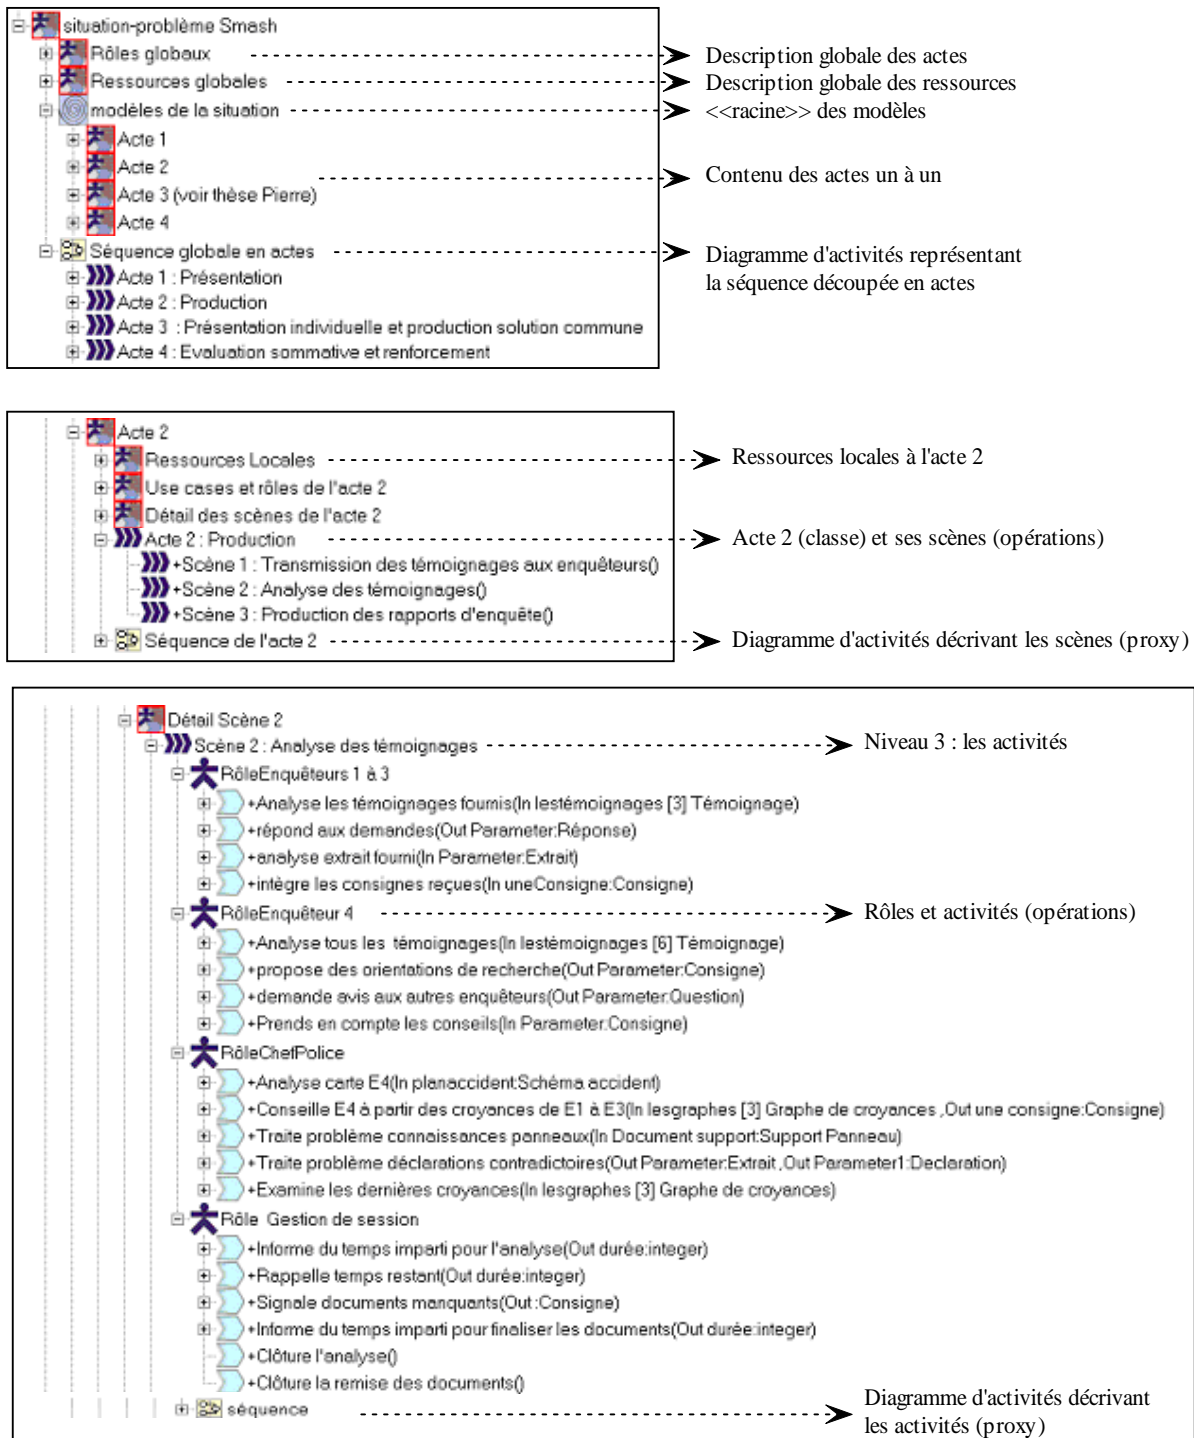 situation-problème Smash
Rôles globaux
Description globale des actes
Ressources globales
Description globale des ressources
modèles de la situation
<<racine>> des modèles
Acte 1
Acte 2
Acte 3 (voir thèse Pierre)
Contenu des actes un à un
Acte 4
Séquence globale en actes
Diagramme d'activités représentant
la séquence découpée en actes
Acte 1 : Présentation
Acte 2 : Production
Acte 3 : Présentation individuelle et production solution commune
Acte 4 : Evaluation sommative et renforcement
Acte 2
Ressources Locales
Ressources locales à l'acte 2
Use cases et rôles de l'acte 2
Détail des scènes de l'acte 2
Acte 2 : Production
Acte 2 (classe) et ses scènes (opérations)
+Scène 1 : Transmission des témoignages aux enquêteurs()
+Scène 2 : Analyse des témoignages()
+Scène 3 : Production des rapports d'enquête()
Séquence de l'acte 2
Diagramme d'activités décrivant les scènes (proxy)
Détail Scène 2
Scène 2 : Analyse des témoignages
Niveau 3 : les activités
RôleEnquêteurs 1 à 3
+Analyse les témoignages fournis(In lestémoignages [3] Témoignage)
+répond aux demandes(Out Parameter:Réponse)
+analyse extrait fourni(In Parameter:Extrait)
+intègre les consignes reçues(In uneConsigne:Consigne)
RôleEnquêteur 4
Rôles et activités (opérations)
+Analyse tous les témoignages(In lestémoignages [6] Témoignage)
+propose des orientations de recherche(Out Parameter:Consigne)
+demande avis aux autres enquêteurs(Out Parameter:Question)
+Prends en compte les conseils(In Parameter:Consigne)
RôleChefPolice
+Analyse carte E4(In planaccident:Schéma accident)
+Conseille E4 à partir des croyances de E1 à E3(In lesgraphes [3] Graphe de croyances ,Out une consigne:Consigne)
+Traite problème connaissances panneaux(In Document support:Support Panneau)
+Traite problème déclarations contradictoires(Out Parameter:Extrait ,Out Parameter1:Declaration)
+Examine les dernières croyances(In lesgraphes [3] Graphe de croyances)
Rôle Gestion de session
+Informe du temps imparti pour l'analyse(Out durée:integer)
+Rappelle temps restant(Out durée:integer)
+Signale documents manquants(Out :Consigne)
+Informe du temps imparti pour finaliser les documents(Out durée:integer)
+Clôture l'analyse()
+Clôture la remise des documents()
séquence
Diagramme d'activités décrivant
les activités (proxy)